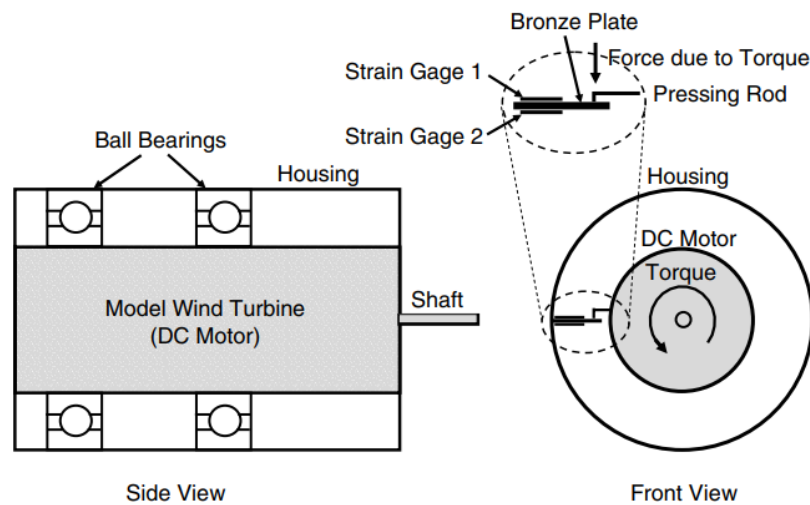 Bronze Plate
Force due to Torque
Strain Gage 1
Pressing Rod
Strain Gage 2
Ball Bearings
Housing
Housing
DC Motor
Torque
Shaft
Model Wind Turbine
(DC Motor)
Side View
Front View